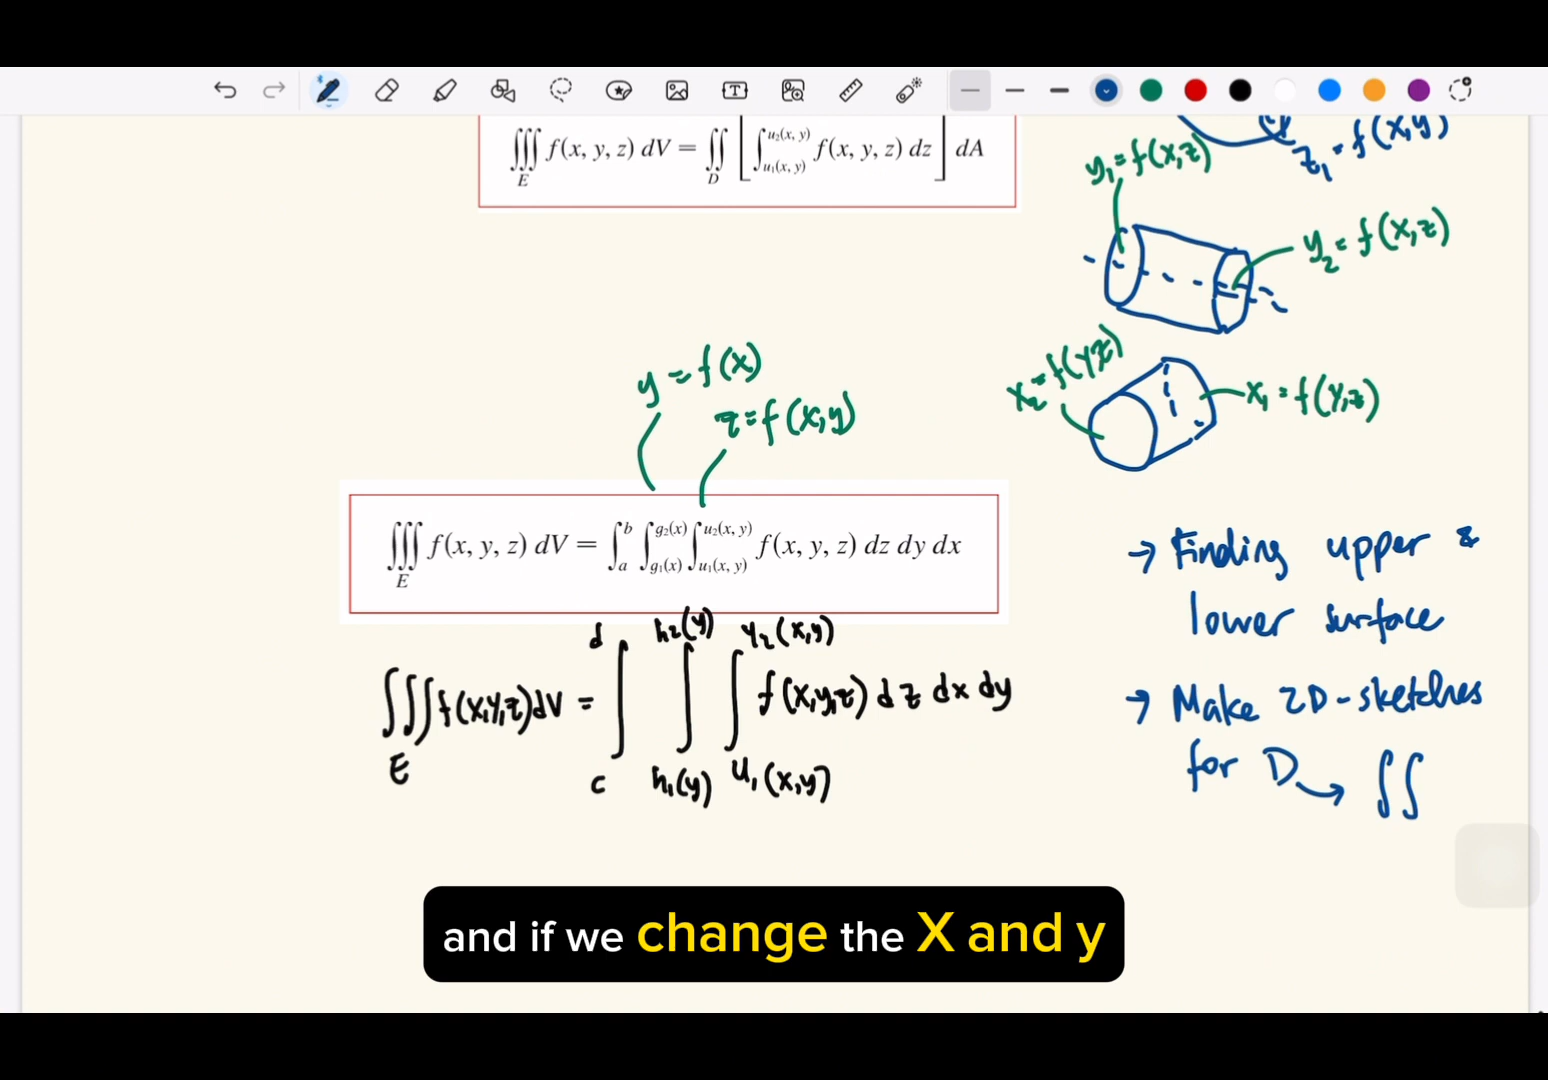 ∭_E f(x, y, z) dV = ∬_D [∫_{u₁(x, y)}^{u₂(x, y)} f(x, y, z) dz] dA
z₁ = f(x,y)
y₁ = f(x,z)
y₂ = f(x,z)
x₂ = f(y,z)
x₁ = f(y,z)
y = f(x)
z = f(x,y)
∭_E f(x, y, z) dV = ∫_a^b ∫_{g₁(x)}^{g₂(x)} ∫_{u₁(x, y)}^{u₂(x, y)} f(x, y, z) dz dy dx
∭_E f(x,y,z)dV = ∫_c^d ∫_{h₁(y)}^{h₂(y)} ∫_{u₁(x,y)}^{y₂(x,y)} f(x,y,z) dz dx dy
→ Finding upper &
lower surface
→ Make 2D-sketches
for D → ∬
and if we change the X and y